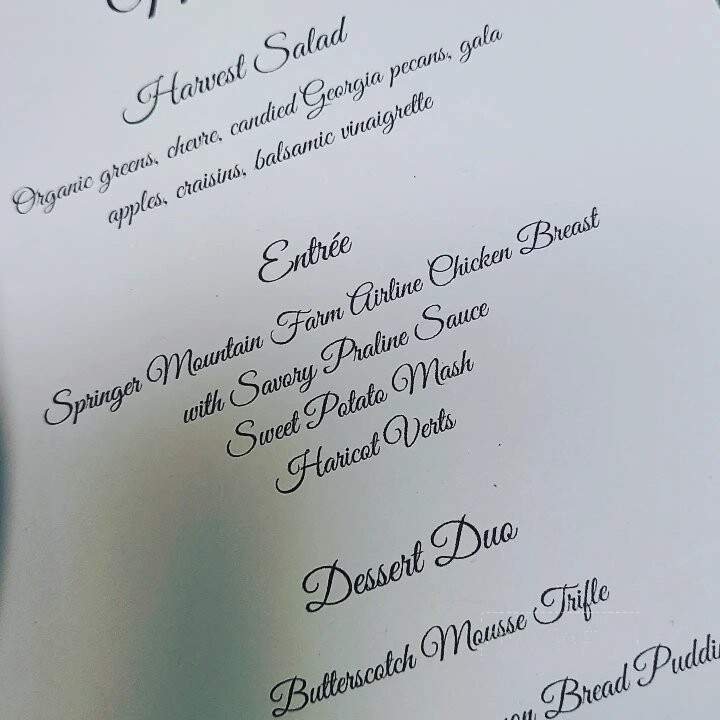 Harvest Salad
Organic greens, chevre, candied Georgia pecans, gala
apples, craisins, balsamic vinaigrette
Entrée
Springer Mountain Farm Airline Chicken Breast
with Savory Praline Sauce
Sweet Potato Mash
Haricot Verts
Dessert Duo
Butterscotch Mousse Trifle
Bread